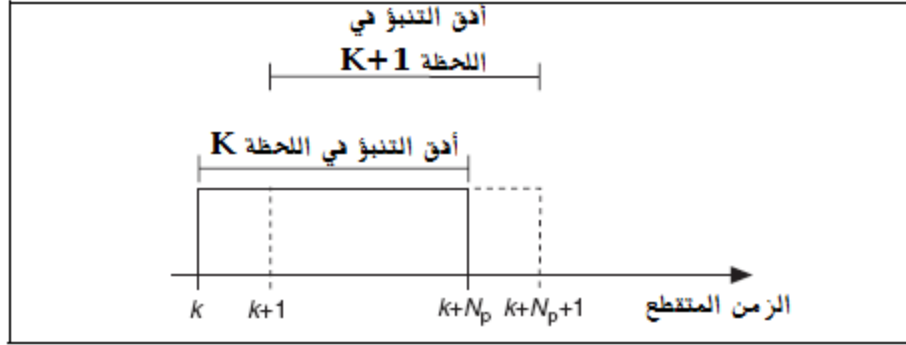 أفق التنبؤ في
اللحظة K+1
أفق التنبؤ في اللحظة K
k k+1 k+Nₚ k+Nₚ+1
الزمن المتقطع